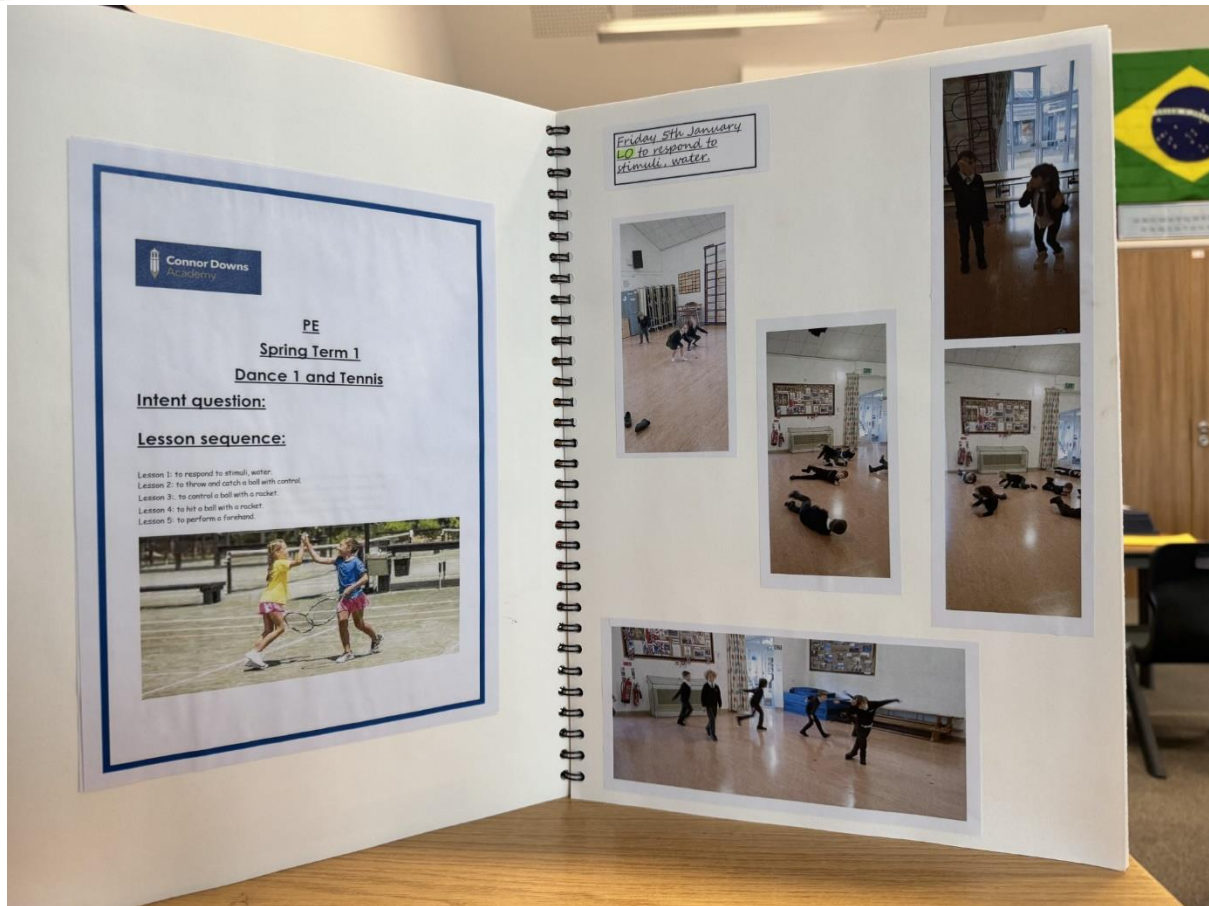 Connor Downs
Academy
PE
Spring Term 1
Dance 1 and Tennis
Intent question:
Lesson sequence:
Lesson 1: to respond to stimuli, water.
Lesson 2: to throw and catch a ball with control.
Lesson 3: to control a ball with a racket.
Lesson 4: to hit a ball with a racket.
Lesson 5: to perform a forehand.
Friday 5th January
LO to respond to
stimuli, water.